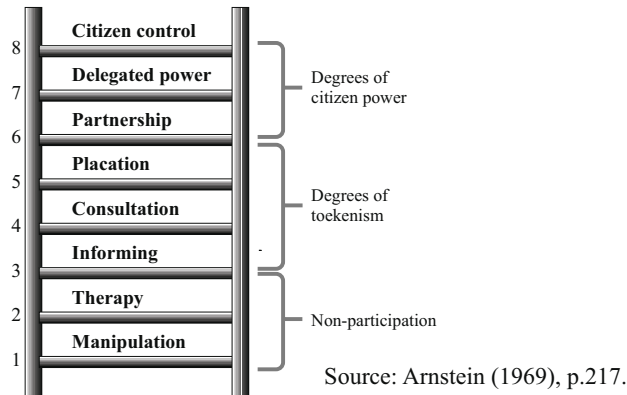 Citizen control
8
Delegated power
7
Degrees of
citizen power
Partnership
6
Placation
5
Consultation
4
Degrees of
toekenism
Informing
3
Therapy
2
Non-participation
Manipulation
1
Source: Arnstein (1969), p.217.